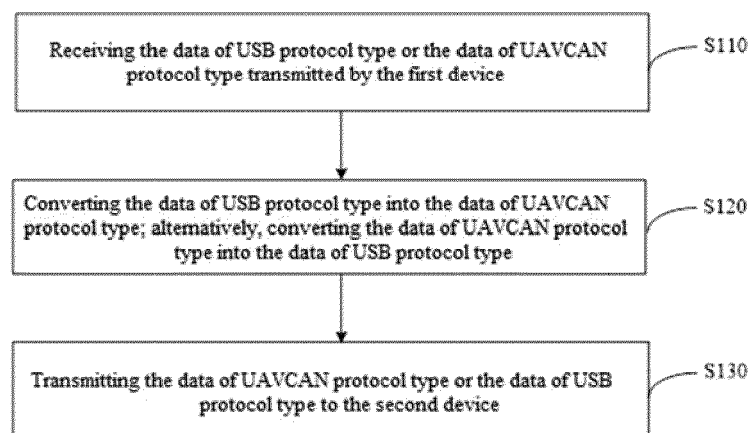 Receiving the data of USB protocol type or the data of UAVCAN
protocol type transmitted by the first device
S110
Converting the data of USB protocol type into the data of UAVCAN
protocol type; alternatively, converting the data of UAVCAN protocol
type into the data of USB protocol type
S120
Transmitting the data of UAVCAN protocol type or the data of USB
protocol type to the second device
S130